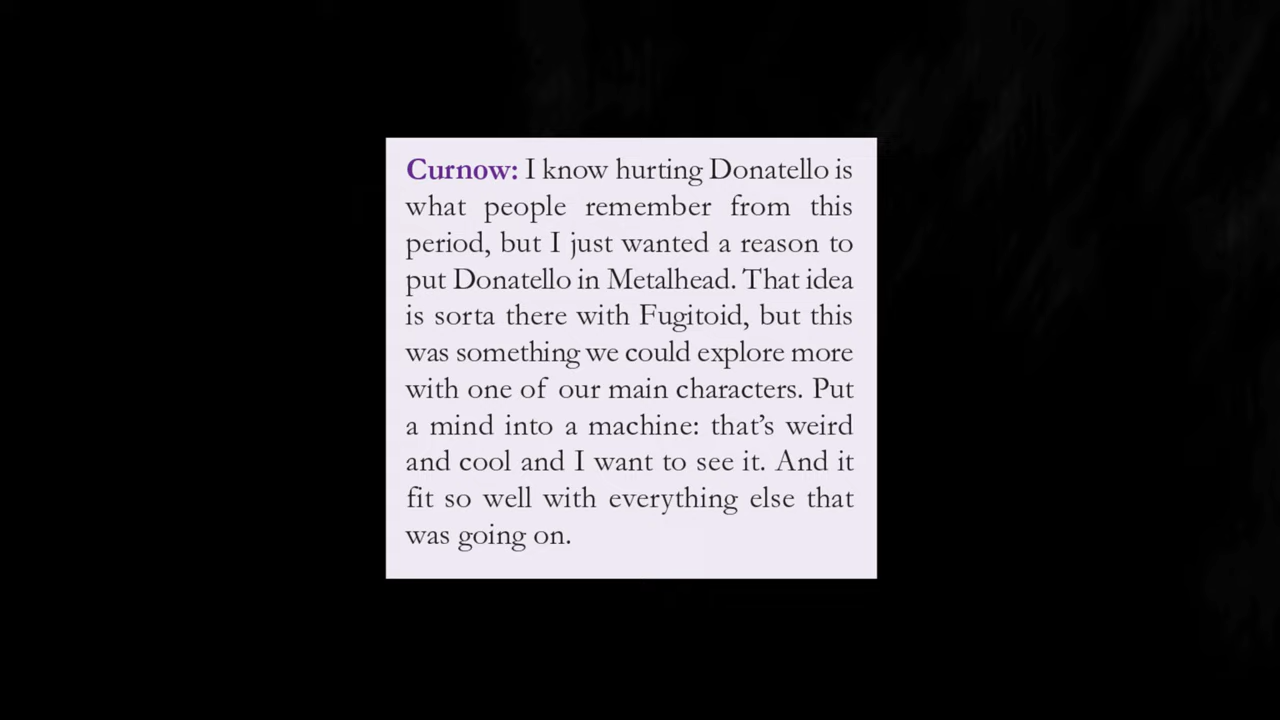 Curnow: I know hurting Donatello is
what people remember from this
period, but I just wanted a reason to
put Donatello in Metalhead. That idea
is sorta there with Fugitoid, but this
was something we could explore more
with one of our main characters. Put
a mind into a machine: that’s weird
and cool and I want to see it. And it
fit so well with everything else that
was going on.